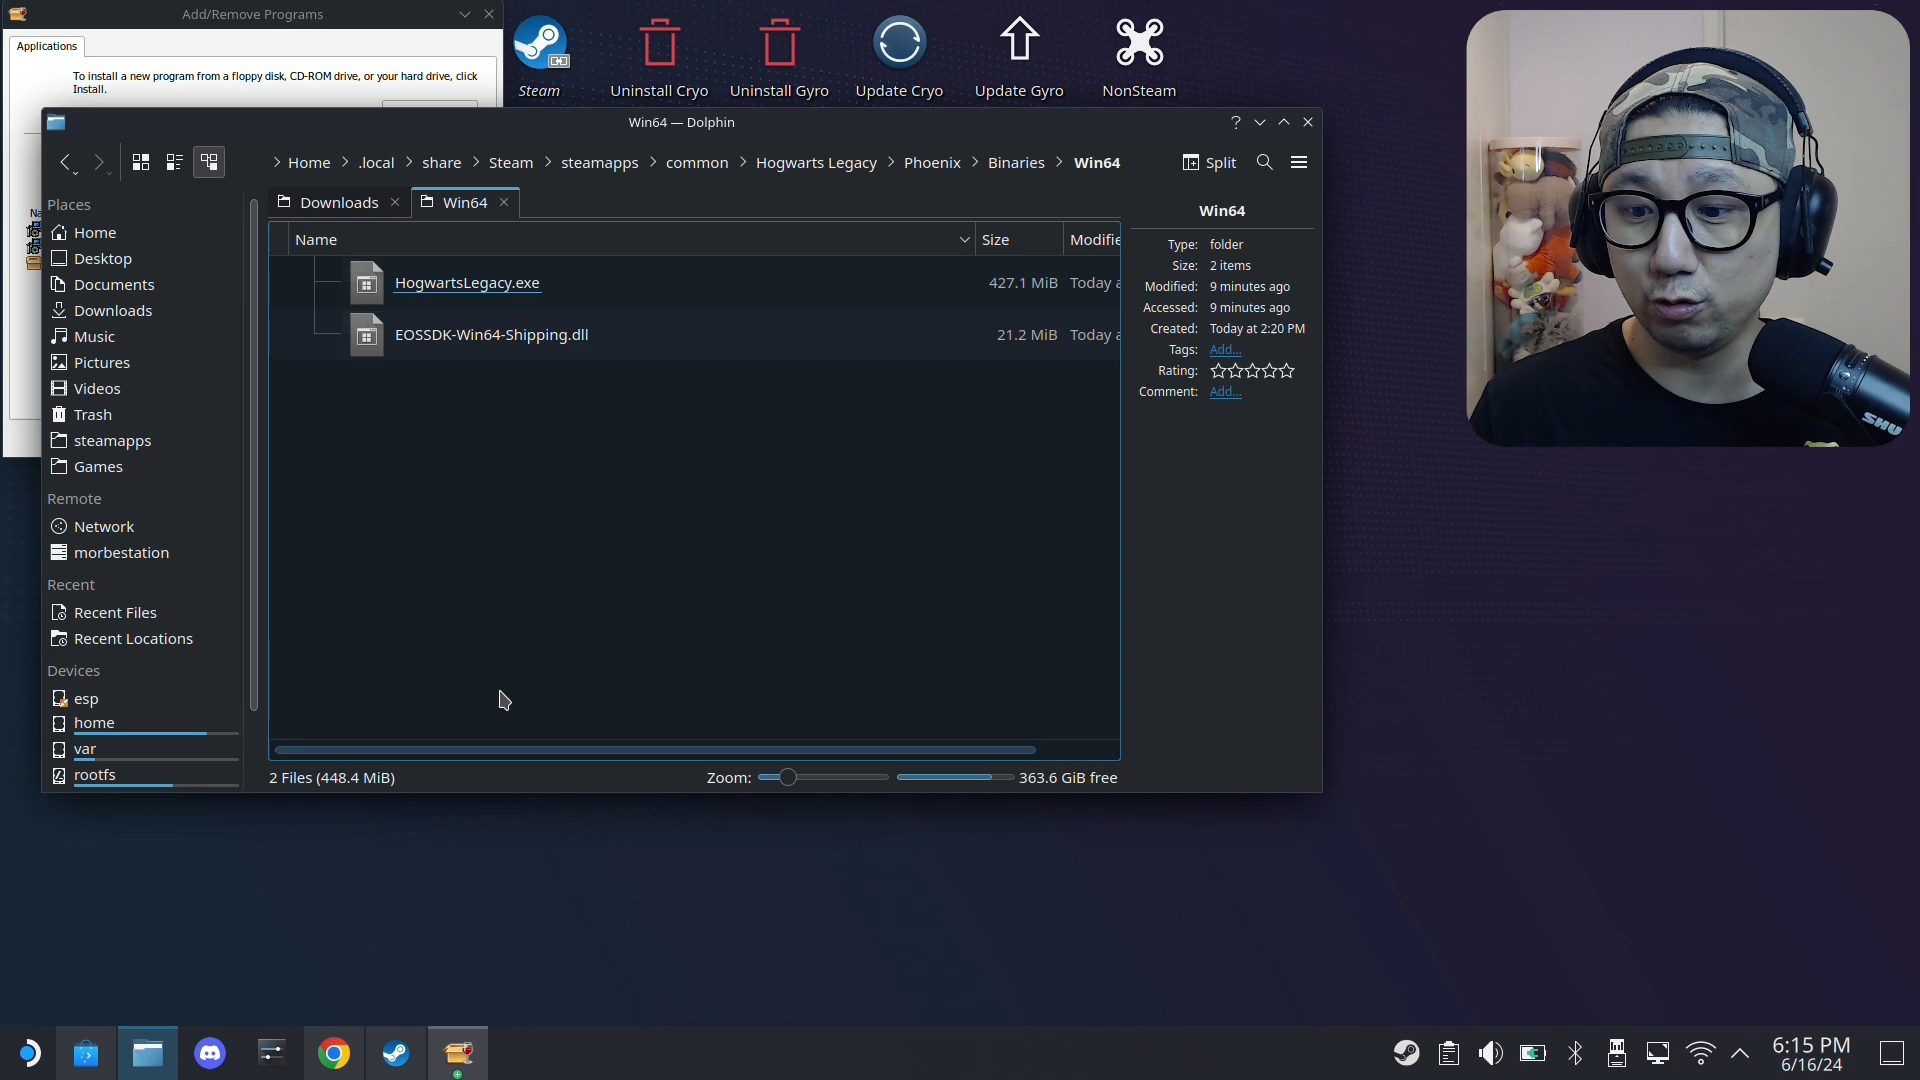 Add/Remove Programs
Applications
To install a new program from a floppy disk, CD-ROM drive, or your hard drive, click
Install.
Na
Steam
Uninstall Cryo
Uninstall Gyro
Update Cryo
Update Gyro
NonSteam
Win64 — Dolphin
Home
.local
share
Steam
steamapps
common
Hogwarts Legacy
Phoenix
Binaries
Win64
Split
Downloads
Win64
Places
Home
Desktop
Documents
Downloads
Music
Pictures
Videos
Trash
steamapps
Games
Remote
Network
morbestation
Recent
Recent Files
Recent Locations
Devices
esp
home
var
rootfs
Name
Size
Modifie
HogwartsLegacy.exe
427.1 MiB
Today a
EOSSDK-Win64-Shipping.dll
21.2 MiB
Today a
2 Files (448.4 MiB)
Zoom:
363.6 GiB free
Win64
Type: folder
Size: 2 items
Modified: 9 minutes ago
Accessed: 9 minutes ago
Created: Today at 2:20 PM
Tags: Add...
Rating:
Comment: Add...
SHU
6:15 PM
6/16/24